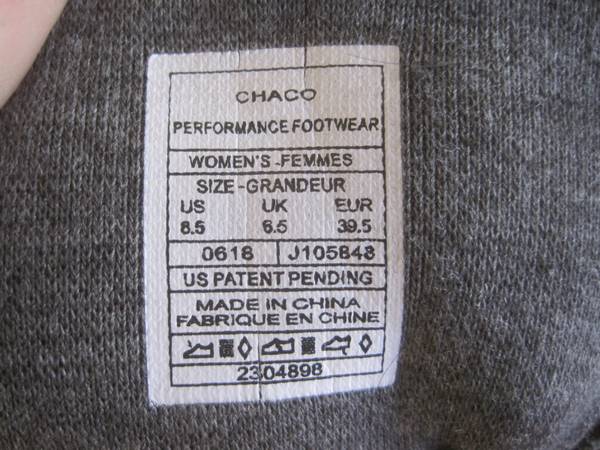 CHACO
PERFORMANCE FOOTWEAR
WOMEN'S -FEMMES
SIZE -GRANDEUR
US UK EUR
8.5 6.5 39.5
0618 J105848
US PATENT PENDING
MADE IN CHINA
FABRIQUE EN CHINE
2304898